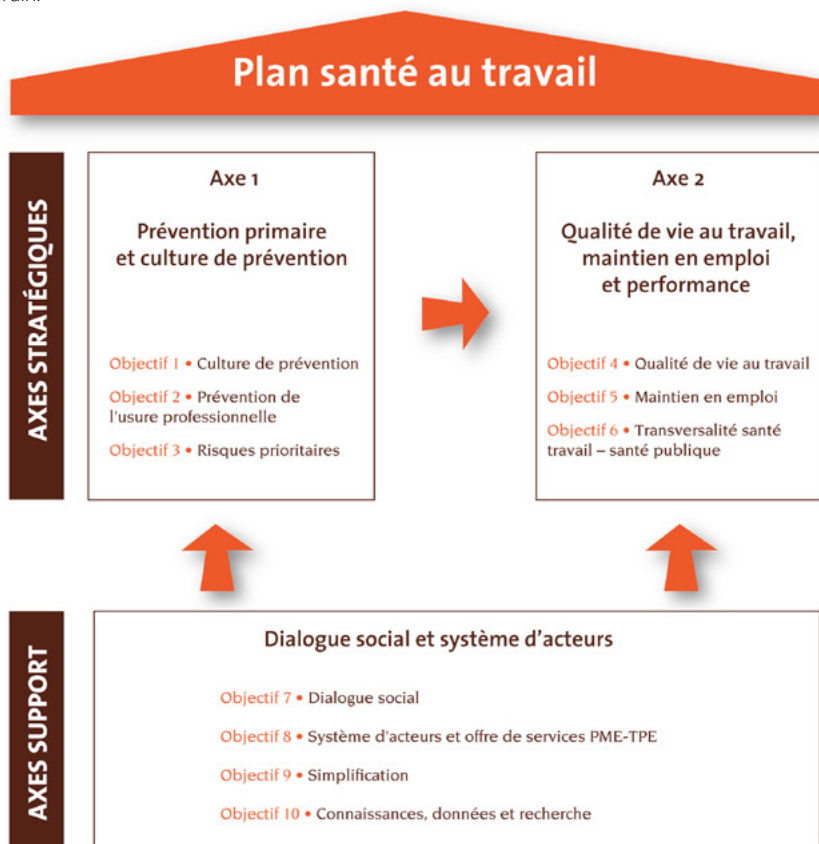 Plan santé au travail
AXES STRATÉGIQUES
Axe 1
Prévention primaire
et culture de prévention
Objectif 1 • Culture de prévention
Objectif 2 • Prévention de
l'usure professionnelle
Objectif 3 • Risques prioritaires
Axe 2
Qualité de vie au travail,
maintien en emploi
et performance
Objectif 4 • Qualité de vie au travail
Objectif 5 • Maintien en emploi
Objectif 6 • Transversalité santé
travail – santé publique
AXES SUPPORT
Dialogue social et système d'acteurs
Objectif 7 • Dialogue social
Objectif 8 • Système d'acteurs et offre de services PME-TPE
Objectif 9 • Simplification
Objectif 10 • Connaissances, données et recherche